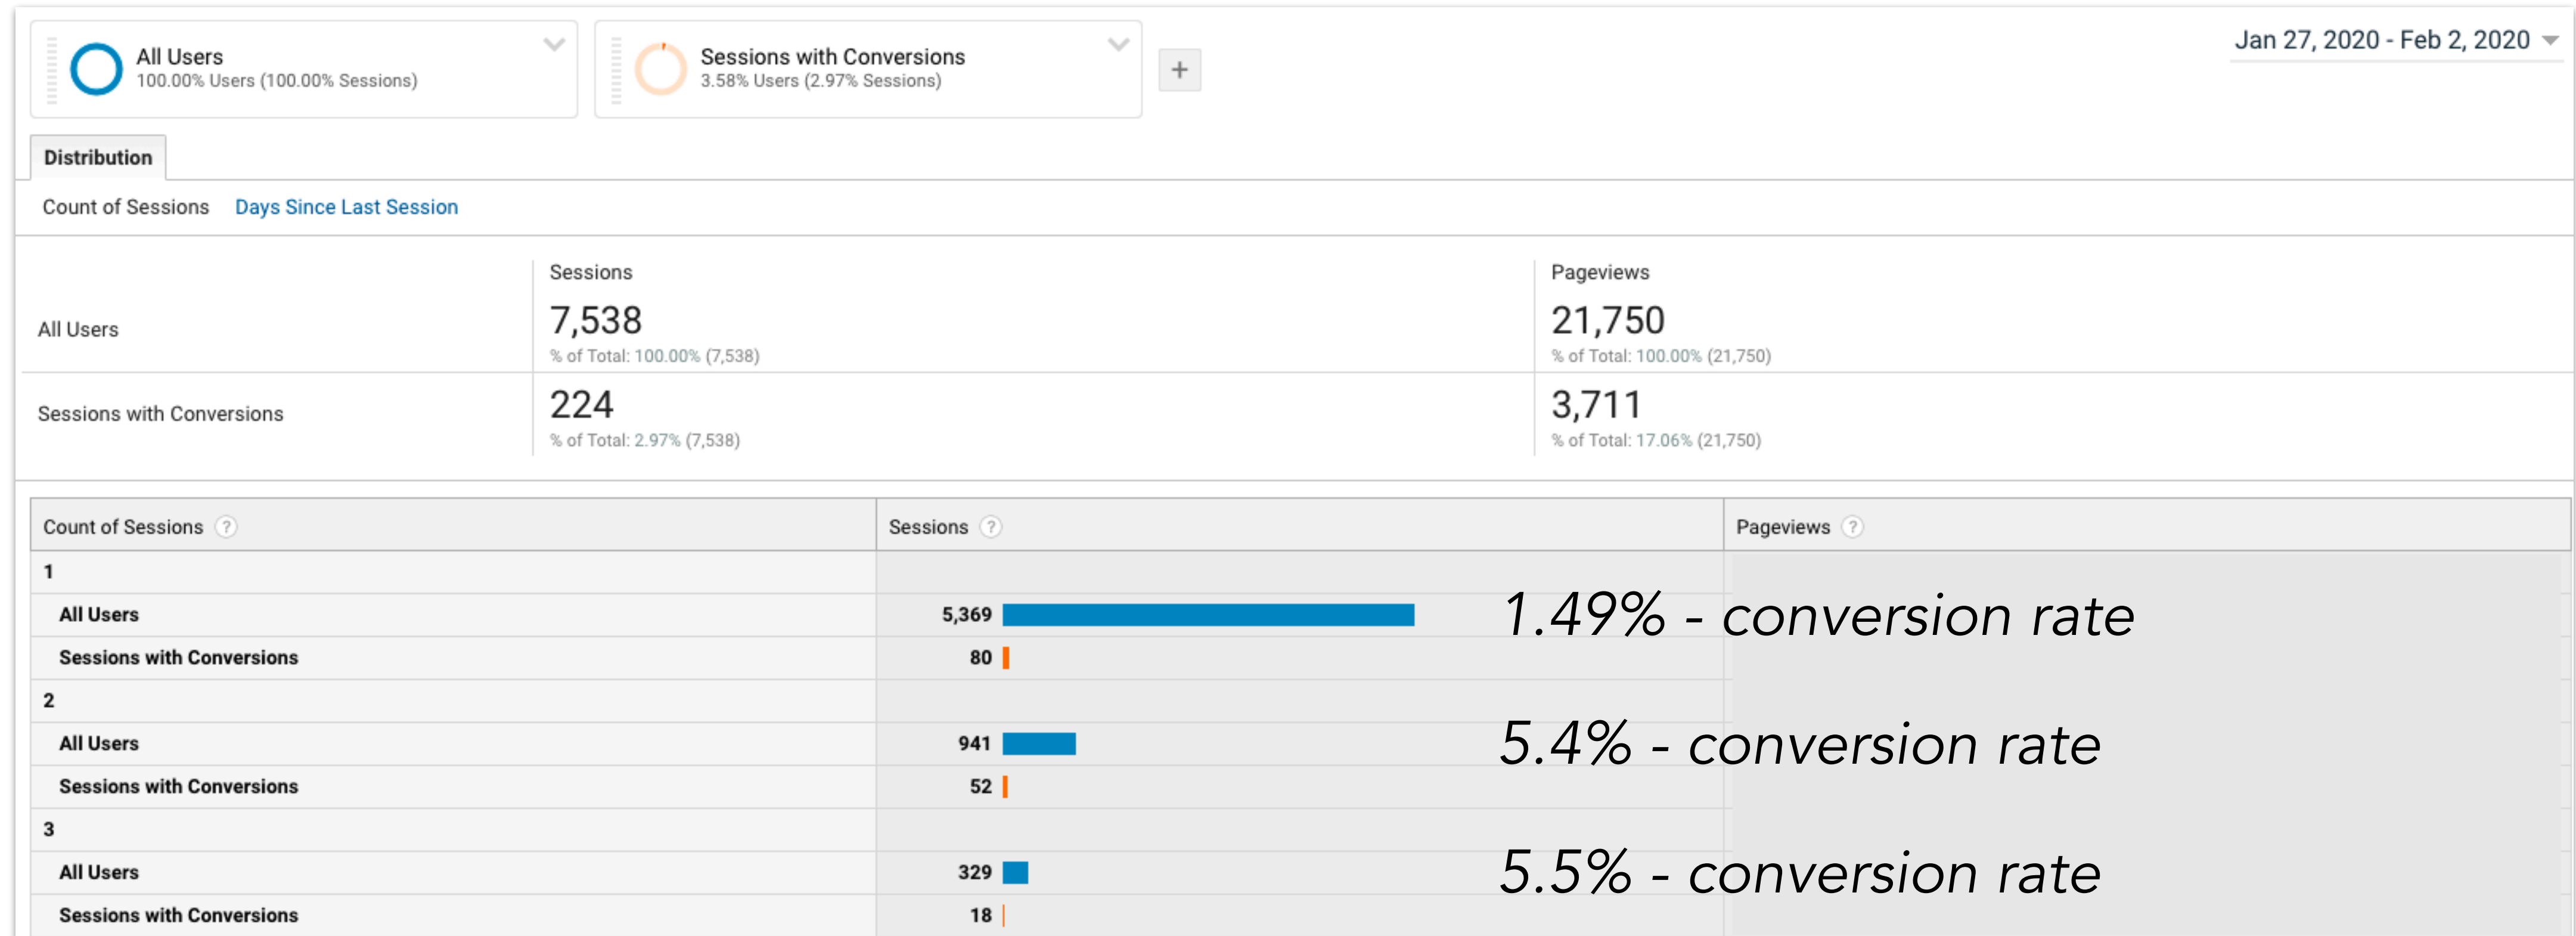 All Users
100.00% Users (100.00% Sessions)
Sessions with Conversions
3.58% Users (2.97% Sessions)
+
Jan 27, 2020 - Feb 2, 2020
Distribution
Count of Sessions Days Since Last Session
Sessions Pageviews
All Users 7,538 21,750
% of Total: 100.00% (7,538) % of Total: 100.00% (21,750)
Sessions with Conversions 224 3,711
% of Total: 2.97% (7,538) % of Total: 17.06% (21,750)
Count of Sessions ? Sessions ? Pageviews ?
1
All Users 5,369 1.49% - conversion rate
Sessions with Conversions 80
2
All Users 941 5.4% - conversion rate
Sessions with Conversions 52
3
All Users 329 5.5% - conversion rate
Sessions with Conversions 18